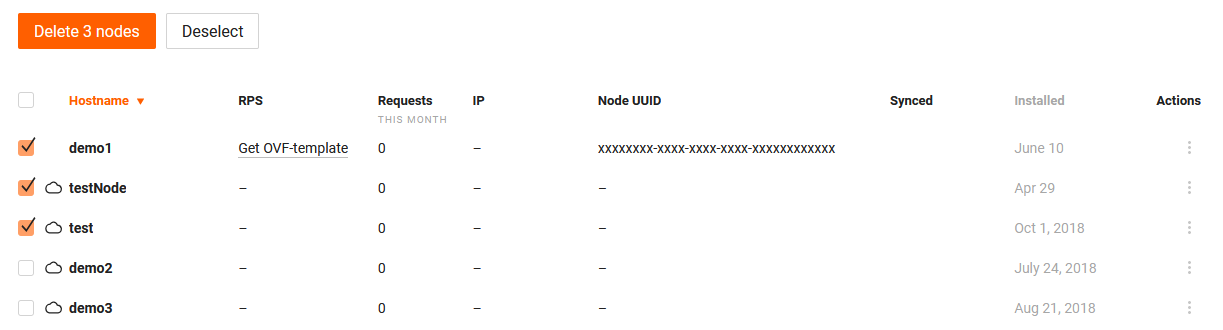 Delete 3 nodes Deselect
Hostname ▼ RPS Requests IP Node UUID Synced Installed Actions
THIS MONTH
demo1 Get OVF-template 0 – xxxxxxxx-xxxx-xxxx-xxxx-xxxxxxxxxxxx June 10
testNode – 0 – – Apr 29
test – 0 – – Oct 1, 2018
demo2 – 0 – – July 24, 2018
demo3 – 0 – – Aug 21, 2018